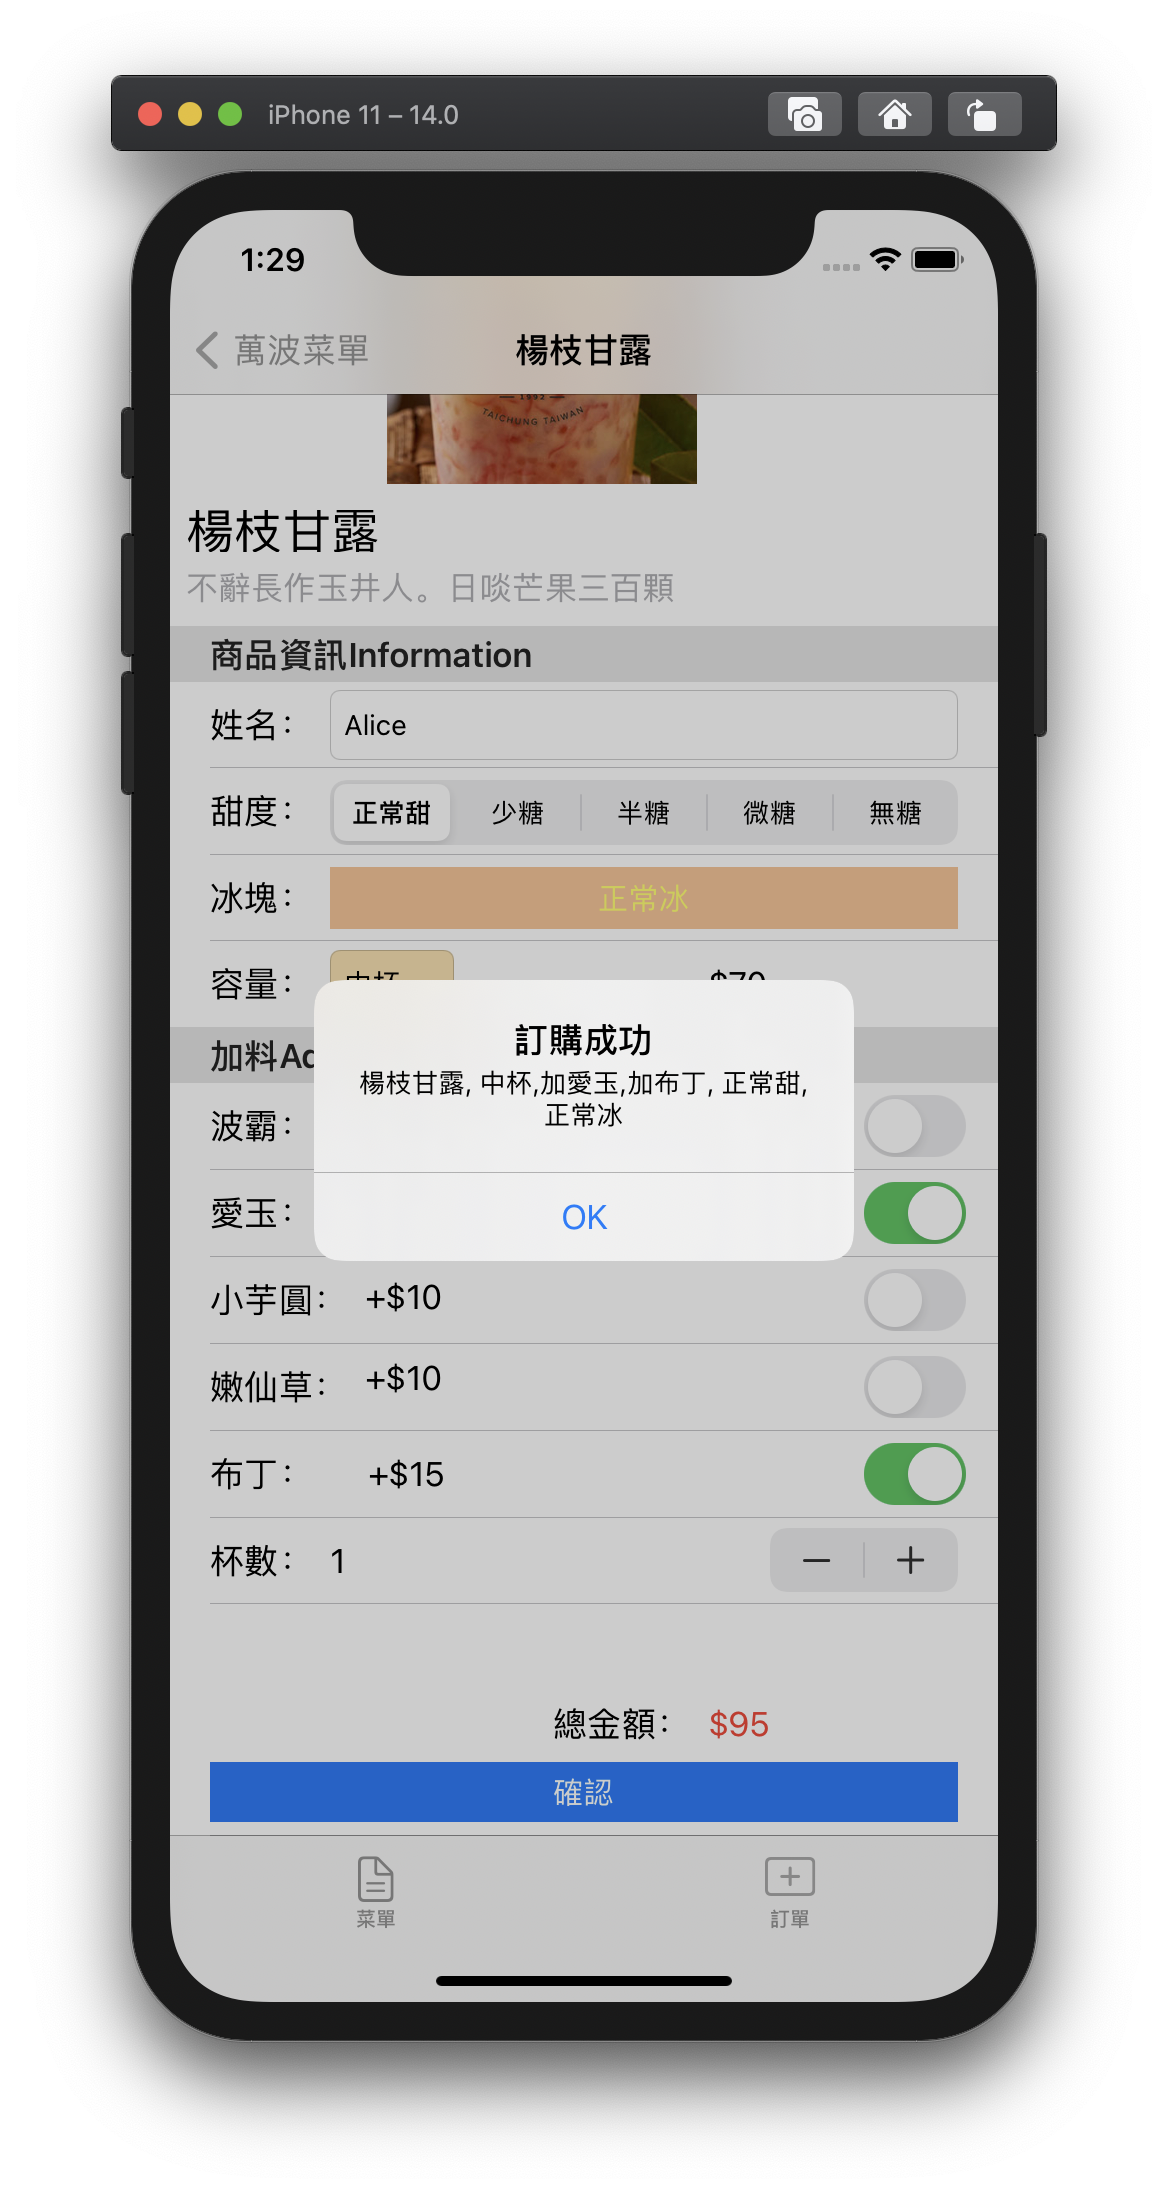 iPhone 11 – 14.0
1:29
萬波菜單
楊枝甘露
— 1992 —
TAICHUNG TAIWAN
楊枝甘露
不辭長作玉井人。日啖芒果三百顆
商品資訊Information
姓名： Alice
甜度： 正常甜 少糖 半糖 微糖 無糖
冰塊： 正常冰
容量： 中杯 $70
加料Ad
訂購成功
楊枝甘露, 中杯,加愛玉,加布丁, 正常甜,
正常冰
OK
波霸：
愛玉：
小芋圓： +$10
嫩仙草： +$10
布丁： +$15
杯數： 1
總金額： $95
確認
菜單
訂單